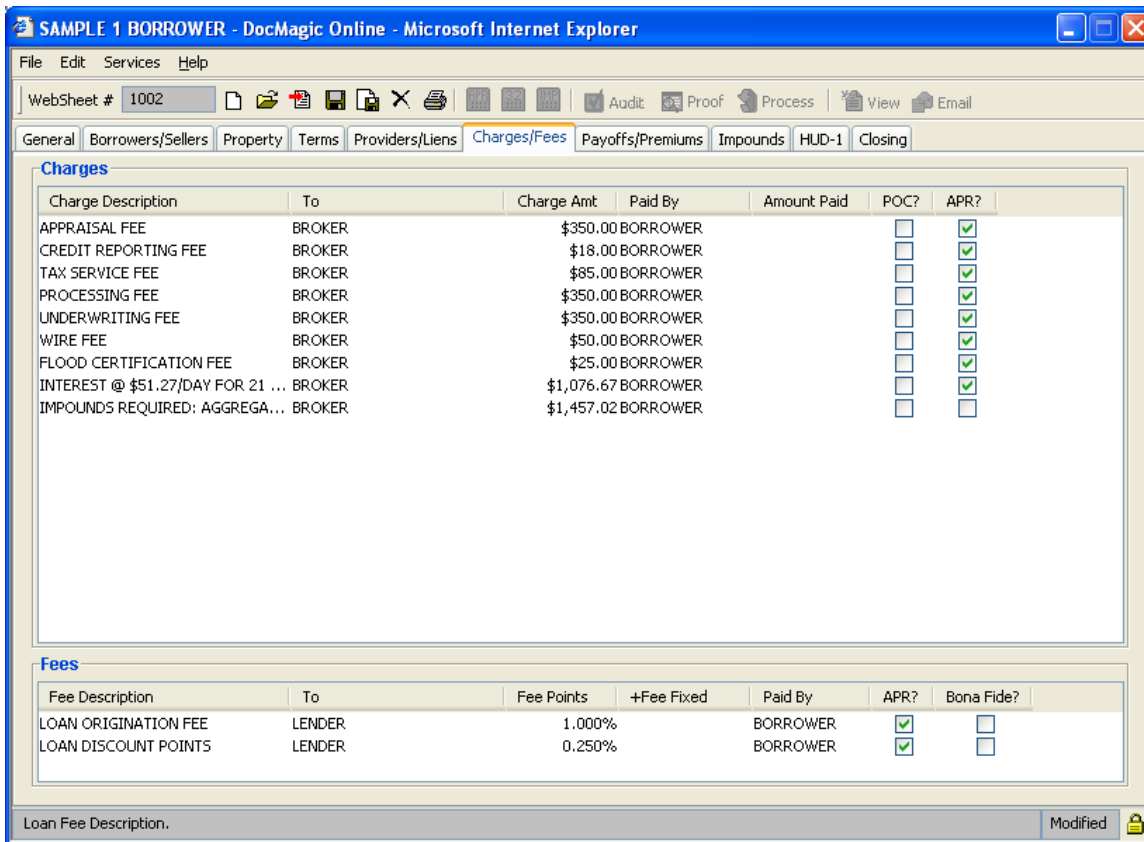 SAMPLE 1 BORROWER - DocMagic Online - Microsoft Internet Explorer
File Edit Services Help
WebSheet # 1002 Audit Proof Process View Email
General Borrowers/Sellers Property Terms Providers/Liens Charges/Fees Payoffs/Premiums Impounds HUD-1 Closing
Charges
Charge Description To Charge Amt Paid By Amount Paid POC? APR?
APPRAISAL FEE BROKER $350.00 BORROWER
CREDIT REPORTING FEE BROKER $18.00 BORROWER
TAX SERVICE FEE BROKER $85.00 BORROWER
PROCESSING FEE BROKER $350.00 BORROWER
UNDERWRITING FEE BROKER $350.00 BORROWER
WIRE FEE BROKER $50.00 BORROWER
FLOOD CERTIFICATION FEE BROKER $25.00 BORROWER
INTEREST @ $51.27/DAY FOR 21 ... BROKER $1,076.67 BORROWER
IMPOUNDS REQUIRED: AGGREGA... BROKER $1,457.02 BORROWER
Fees
Fee Description To Fee Points +Fee Fixed Paid By APR? Bona Fide?
LOAN ORIGINATION FEE LENDER 1.000% BORROWER
LOAN DISCOUNT POINTS LENDER 0.250% BORROWER
Loan Fee Description. Modified